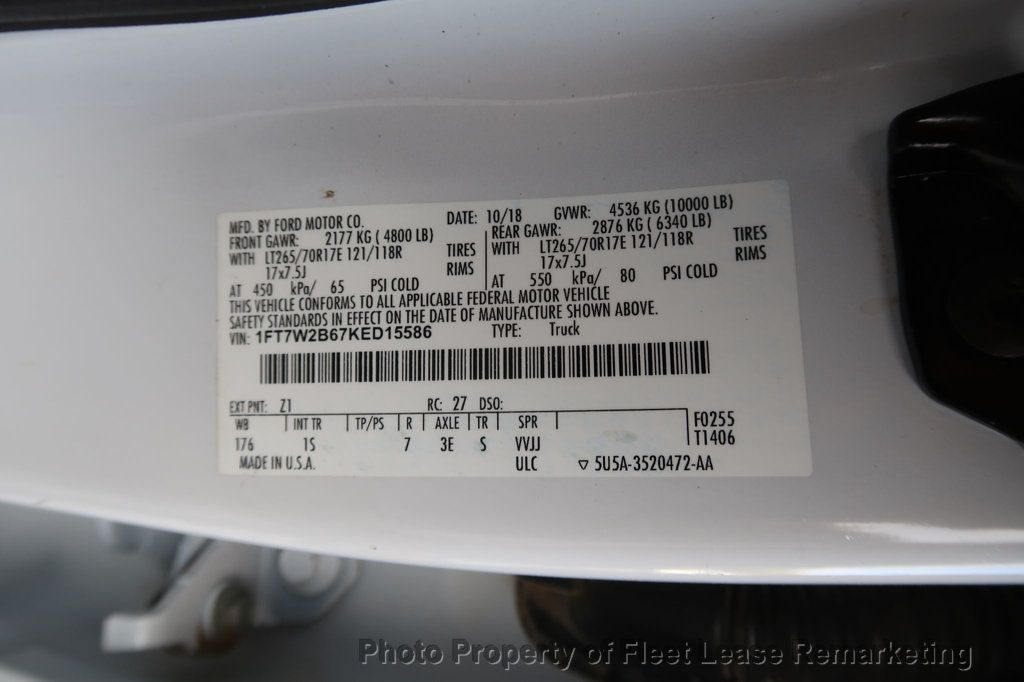 MFD. BY FORD MOTOR CO. DATE: 10/18 GVWR: 4536 KG (10000 LB)
FRONT GAWR: 2177 KG ( 4800 LB) REAR GAWR: 2876 KG ( 6340 LB)
WITH LT265/70R17E 121/118R TIRES WITH LT265/70R17E 121/118R TIRES
17x7.5J RIMS 17x7.5J RIMS
AT 450 kPa/ 65 PSI COLD AT 550 kPa/ 80 PSI COLD
THIS VEHICLE CONFORMS TO ALL APPLICABLE FEDERAL MOTOR VEHICLE
SAFETY STANDARDS IN EFFECT ON THE DATE OF MANUFACTURE SHOWN ABOVE.
VIN: 1FT7W2B67KED15586 TYPE: Truck
EXT PNT: Z1 RC: 27 DSO:
WB INT TR TP/PS R AXLE TR SPR F0255
176 1S 7 3E S VVJJ T1406
MADE IN U.S.A. ULC ▽ 5U5A-3520472-AA
Photo Property of Fleet Lease Remarketing